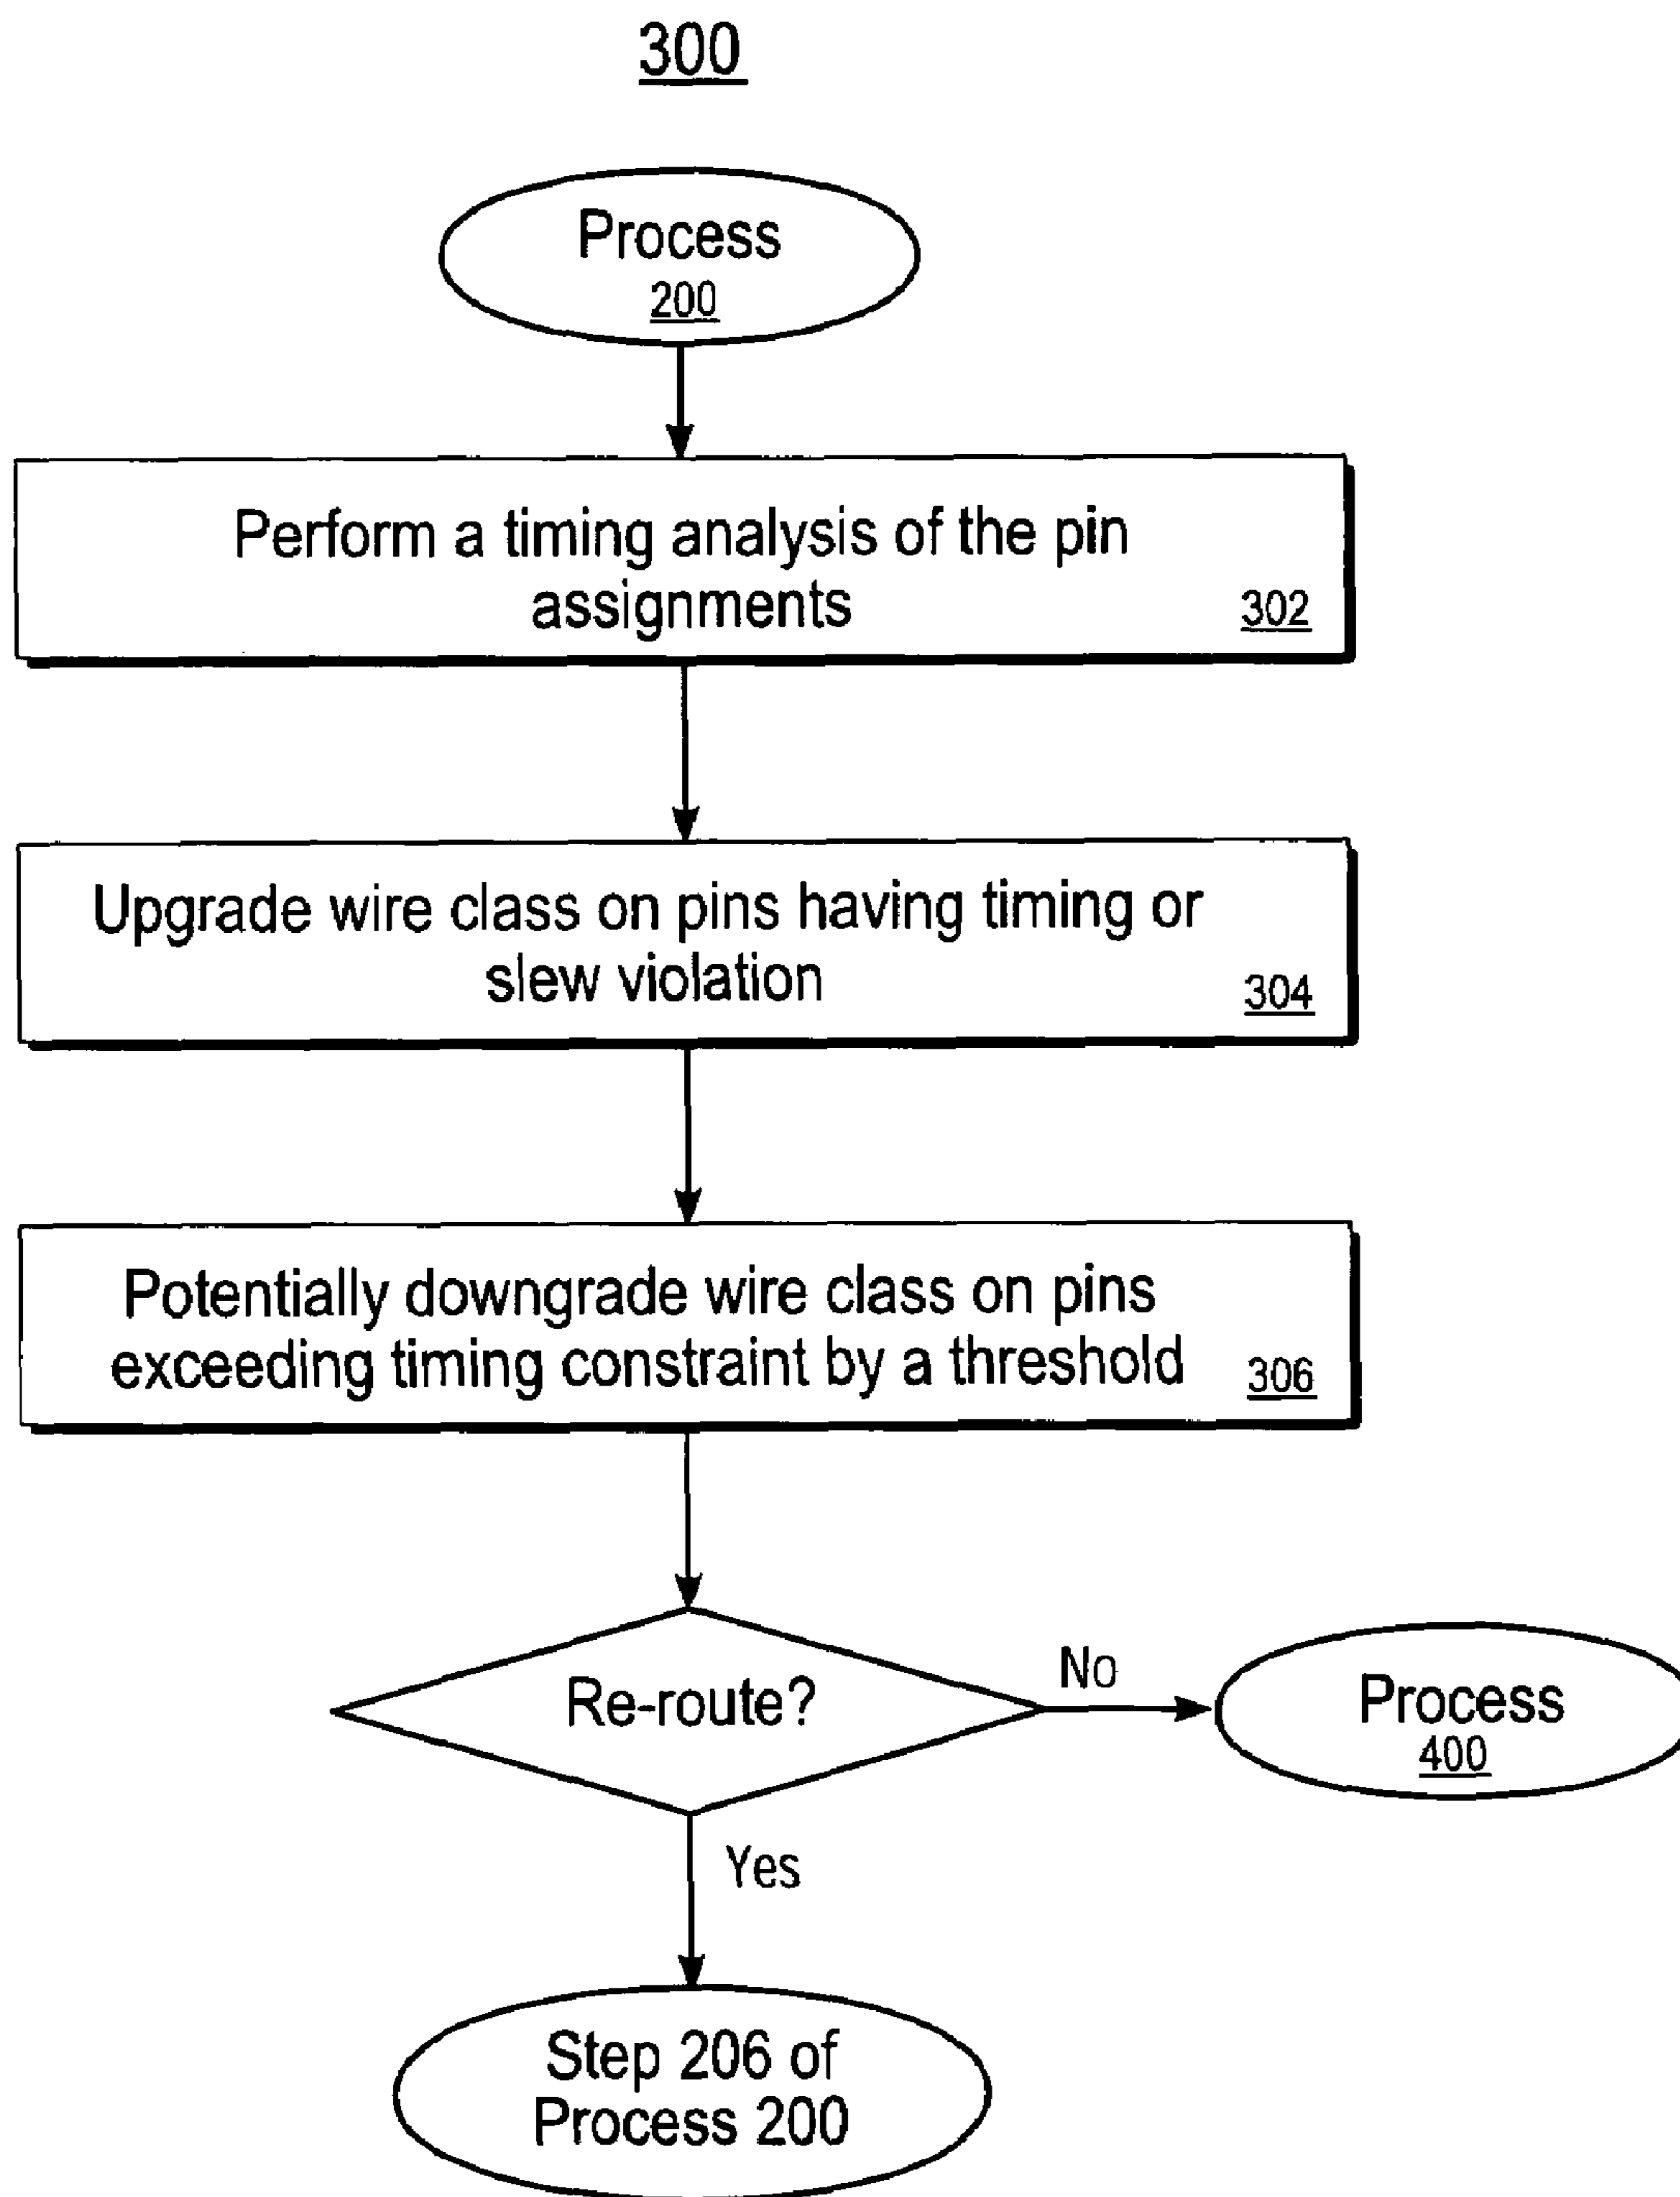 300
Process
200
Perform a timing analysis of the pin
assignments
302
Upgrade wire class on pins having timing or
slew violation
304
Potentially downgrade wire class on pins
exceeding timing constraint by a threshold
306
Re-route?
No
Process
400
Yes
Step 206 of
Process 200